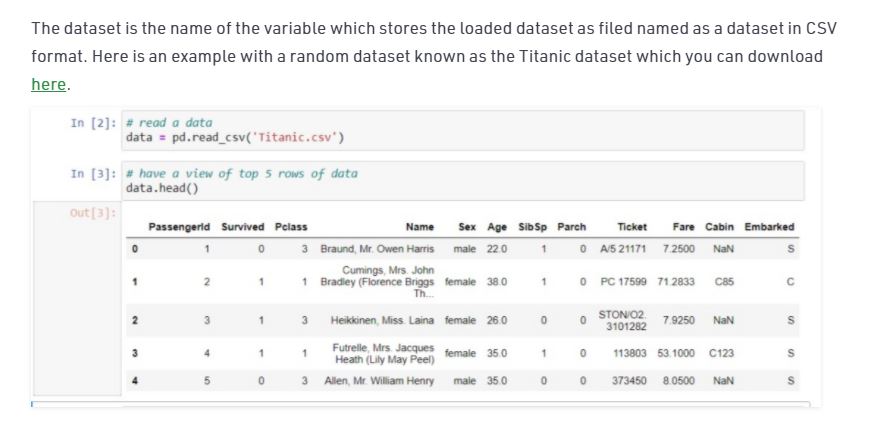 The dataset is the name of the variable which stores the loaded dataset as filed named as a dataset in CSV
format. Here is an example with a random dataset known as the Titanic dataset which you can download
here.
In [2]: # read a data
data = pd.read_csv('Titanic.csv')
In [3]: # have a view of top 5 rows of data
data.head()
Out[3]:
PassengerId Survived Pclass Name Sex Age SibSp Parch Ticket Fare Cabin Embarked
0 1 0 3 Braund, Mr. Owen Harris male 22.0 1 0 A/5 21171 7.2500 NaN S
Cumings, Mrs. John
1 2 1 1 Bradley (Florence Briggs female 38.0 1 0 PC 17599 71.2833 C85 C
Th...
2 3 1 3 Heikkinen, Miss. Laina female 26.0 0 0 STON/O2. 7.9250 NaN S
3101282
3 4 1 1 Futrelle, Mrs. Jacques female 35.0 1 0 113803 53.1000 C123 S
Heath (Lily May Peel)
4 5 0 3 Allen, Mr. William Henry male 35.0 0 0 373450 8.0500 NaN S